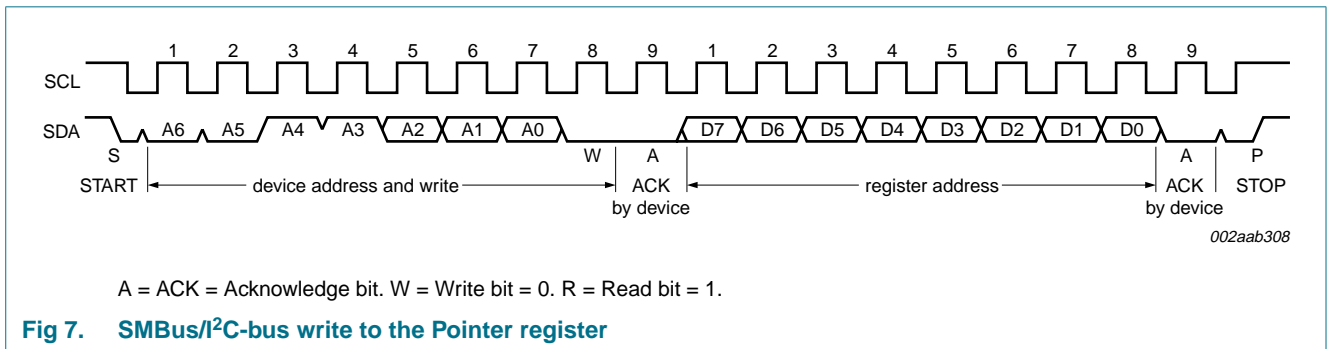 1 2 3 4 5 6 7 8 9 1 2 3 4 5 6 7 8 9
SCL
SDA A6 A5 A4 A3 A2 A1 A0 D7 D6 D5 D4 D3 D2 D1 D0
S W A A P
START device address and write ACK by device register address ACK by device STOP
002aab308
A = ACK = Acknowledge bit. W = Write bit = 0. R = Read bit = 1.
Fig 7. SMBus/I²C-bus write to the Pointer register